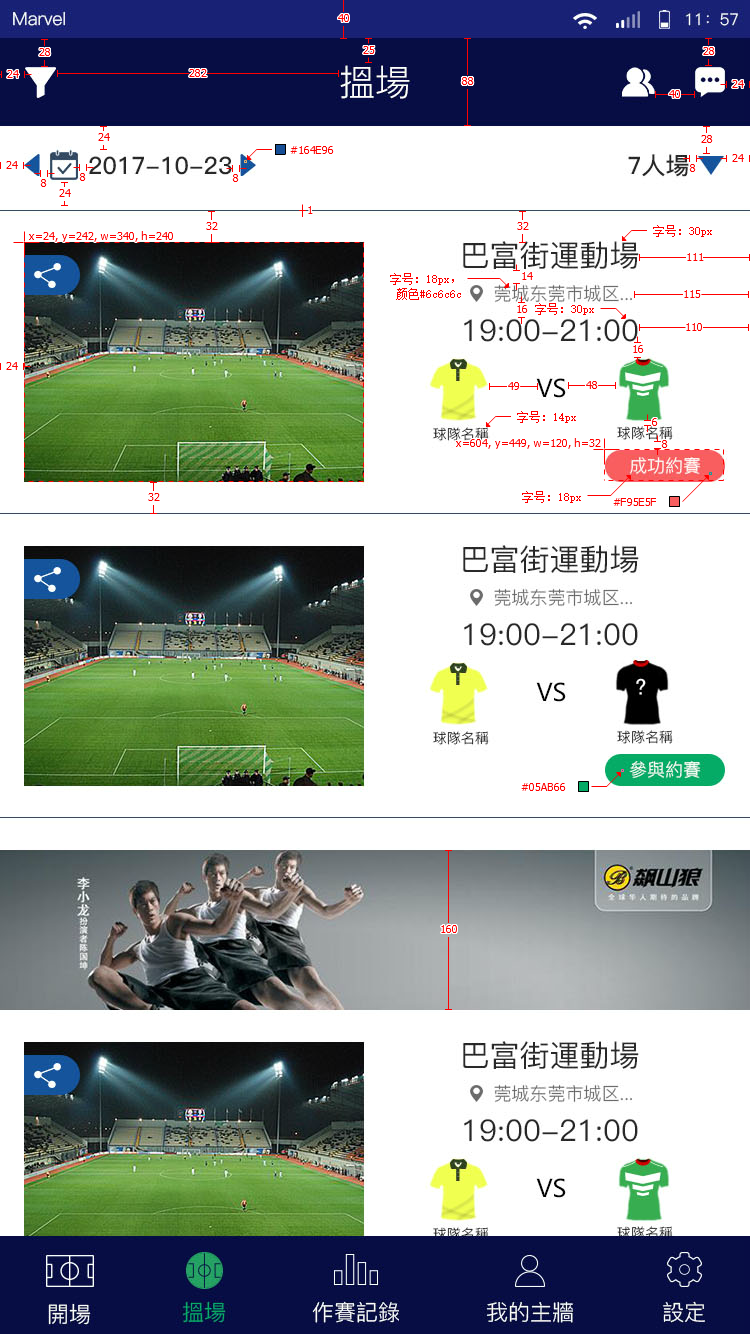 Marvel
40
11: 57
28
25
28
24
282
88
搵場
40
24
24
28
24
2017-10-23
#164E96
7人場
24
8
8
8
8
24
1
32
32
x=24, y=242, w=340, h=240
巴富街運動場
字号: 30px
111
字号: 18px,
颜色#6c6c6c
14
莞城东莞市城区...
115
16
字号: 30px
19:00-21:00
110
16
24
49
VS
48
字号: 14px
6
球隊名稱
球隊名稱
x=604, y=449, w=120, h=32
8
成功約賽
32
字号: 18px
#F95E5F
巴富街運動場
莞城东莞市城区...
19:00-21:00
VS
?
球隊名稱
球隊名稱
參與約賽
#05AB66
李小龙扮演者陈国坤
160
飙山狼
全球华人期待的品牌
巴富街運動場
莞城东莞市城区...
19:00-21:00
VS
球隊名稱
球隊名稱
開場
搵場
作賽記錄
我的主牆
設定